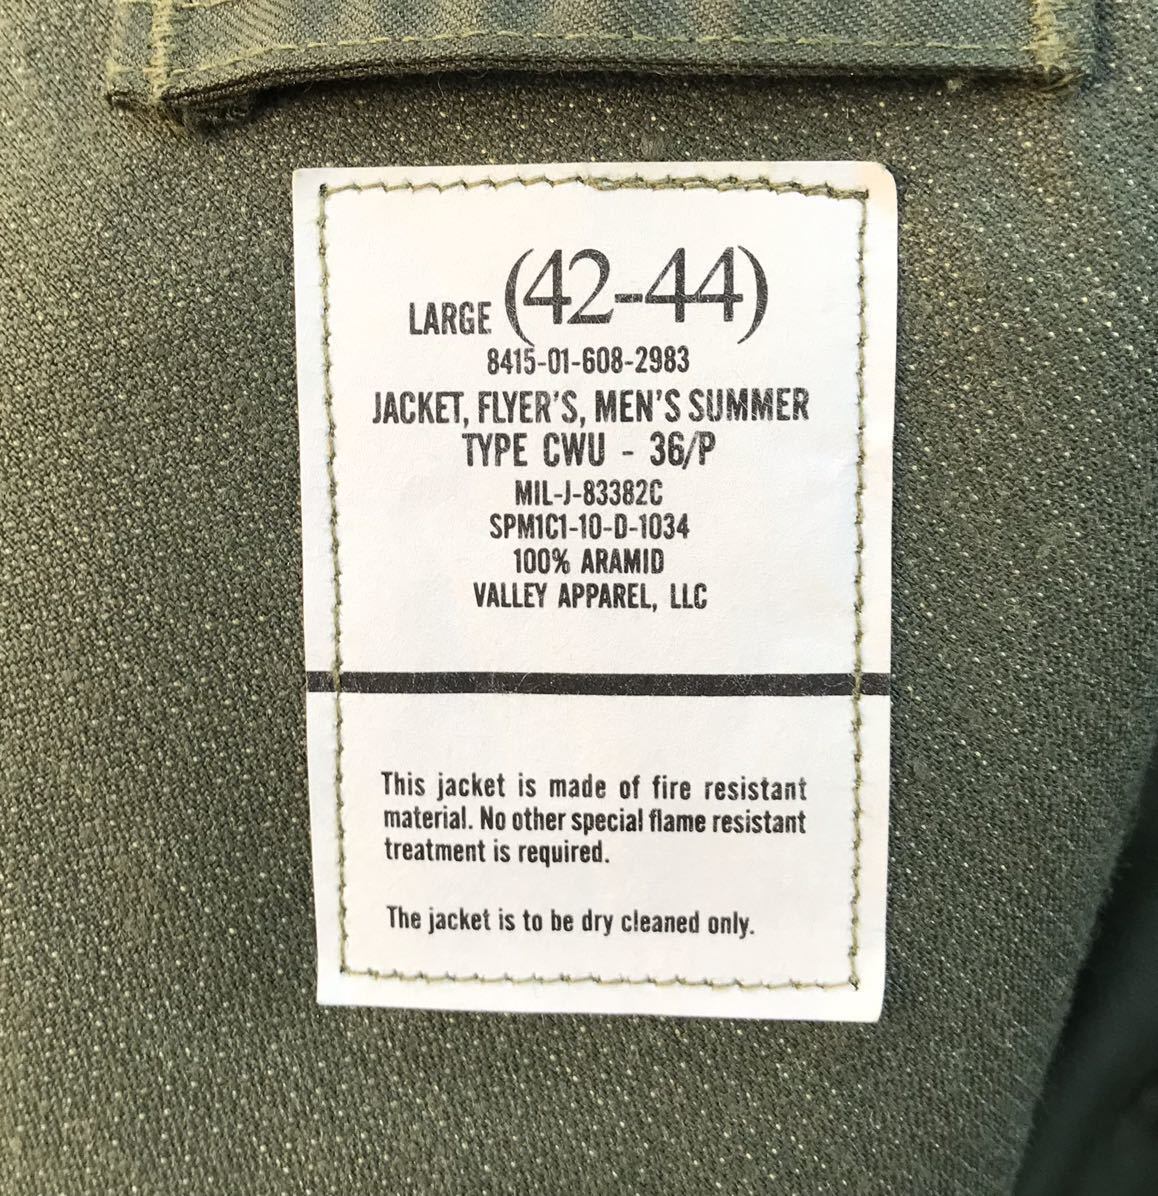 LARGE (42-44)
8415-01-608-2983
JACKET, FLYER'S, MEN'S SUMMER
TYPE CWU - 36/P
MIL-J-83382C
SPM1C1-10-D-1034
100% ARAMID
VALLEY APPAREL, LLC
This jacket is made of fire resistant
material. No other special flame resistant
treatment is required.
The jacket is to be dry cleaned only.